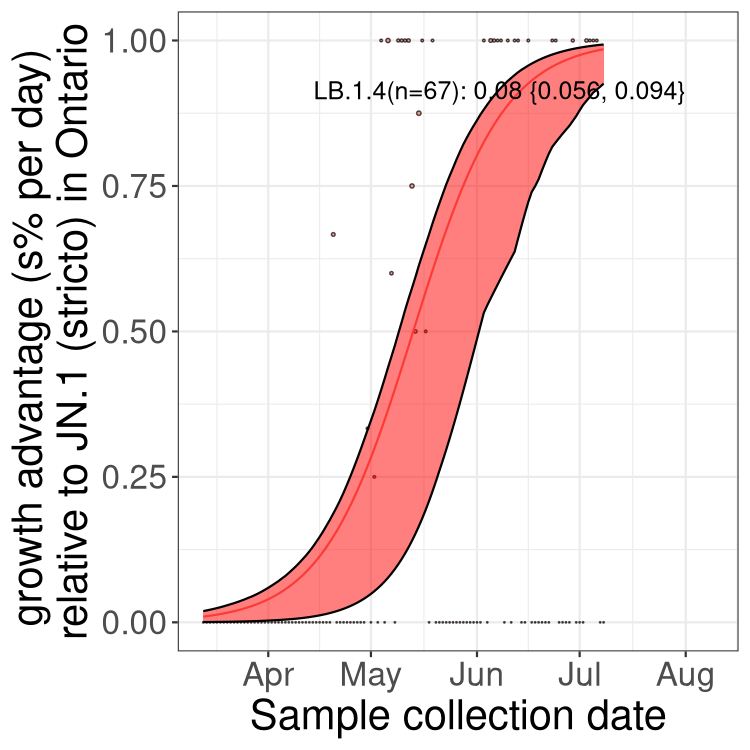 growth advantage (s% per day)
relative to JN.1 (stricto) in Ontario
1.00
0.75
0.50
0.25
0.00
LB.1.4(n=67): 0.08 {0.056, 0.094}
Apr May Jun Jul Aug
Sample collection date